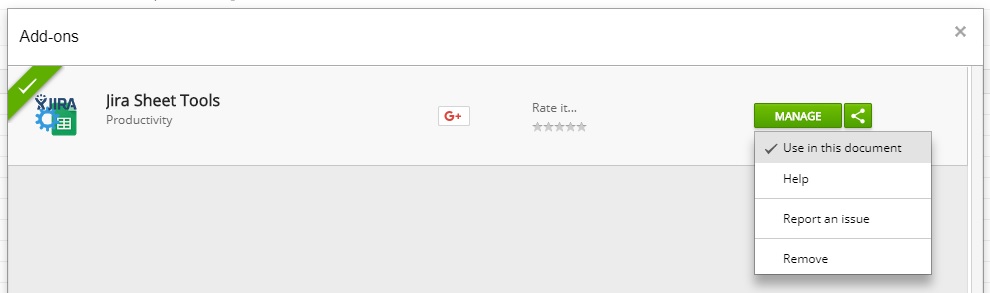 Add-ons
JIRA
Jira Sheet Tools
Productivity
G+
Rate it...
MANAGE
Use in this document
Help
Report an issue
Remove